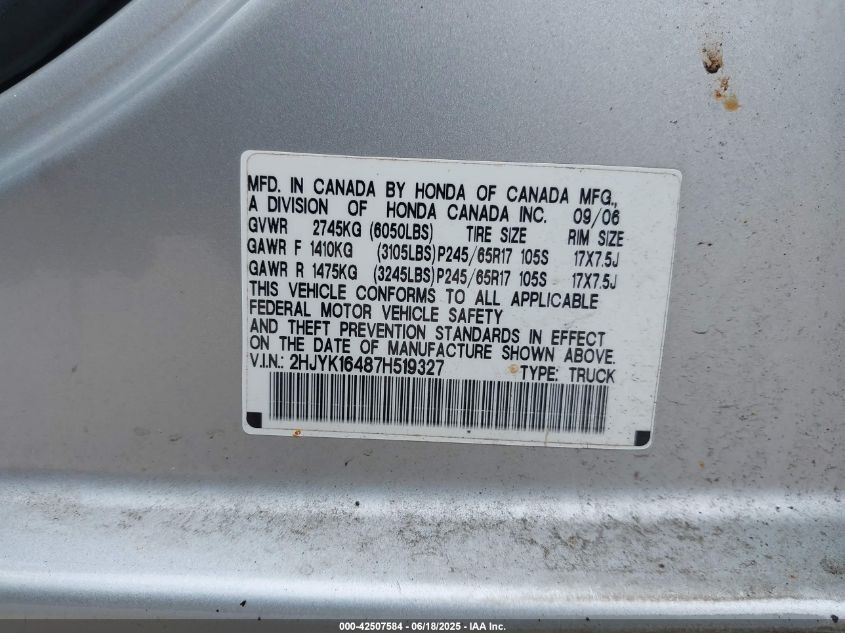 MFD. IN CANADA BY HONDA OF CANADA MFG.,
A DIVISION OF HONDA CANADA INC. 09/06
GVWR 2745KG (6050LBS) TIRE SIZE RIM SIZE
GAWR F 1410KG (3105LBS) P245/65R17 105S 17X7.5J
GAWR R 1475KG (3245LBS) P245/65R17 105S 17X7.5J
THIS VEHICLE CONFORMS TO ALL APPLICABLE
FEDERAL MOTOR VEHICLE SAFETY
AND THEFT PREVENTION STANDARDS IN EFFECT
ON THE DATE OF MANUFACTURE SHOWN ABOVE.
V.I.N.: 2HJYK16487H519327 TYPE: TRUCK
000-42507584 - 06/18/2025 - IAA Inc.